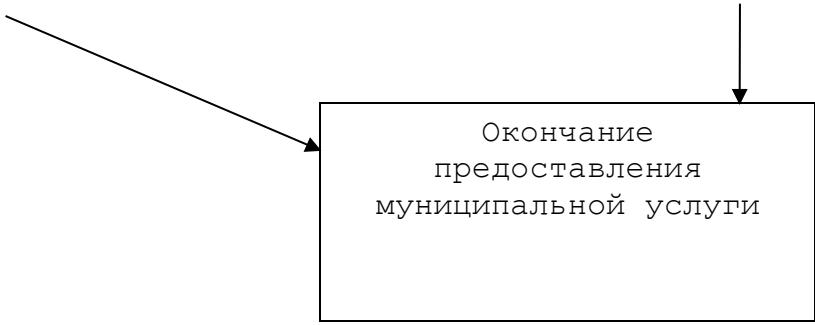 Окончание
предоставления
муниципальной услуги